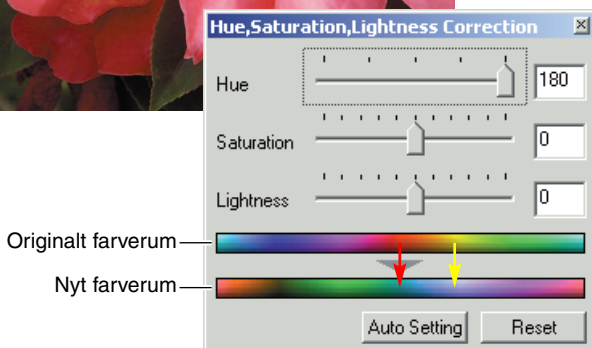 Hue,Saturation,Lightness Correction
Hue 180
Saturation 0
Lightness 0
Originalt farverum
Nyt farverum
Auto Setting Reset